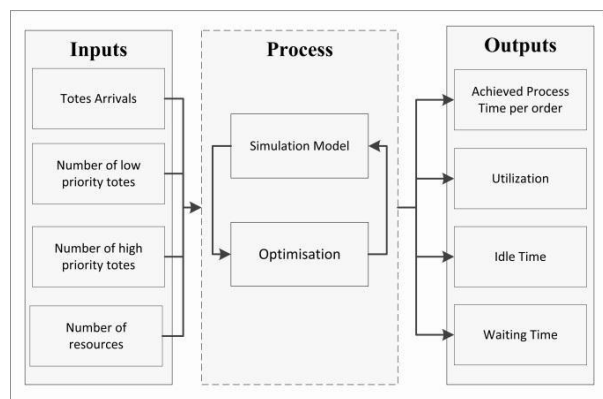 Inputs
Totes Arrivals
Number of low
priority totes
Number of high
priority totes
Number of
resources
Process
Simulation Model
Optimisation
Outputs
Achieved Process
Time per order
Utilization
Idle Time
Waiting Time